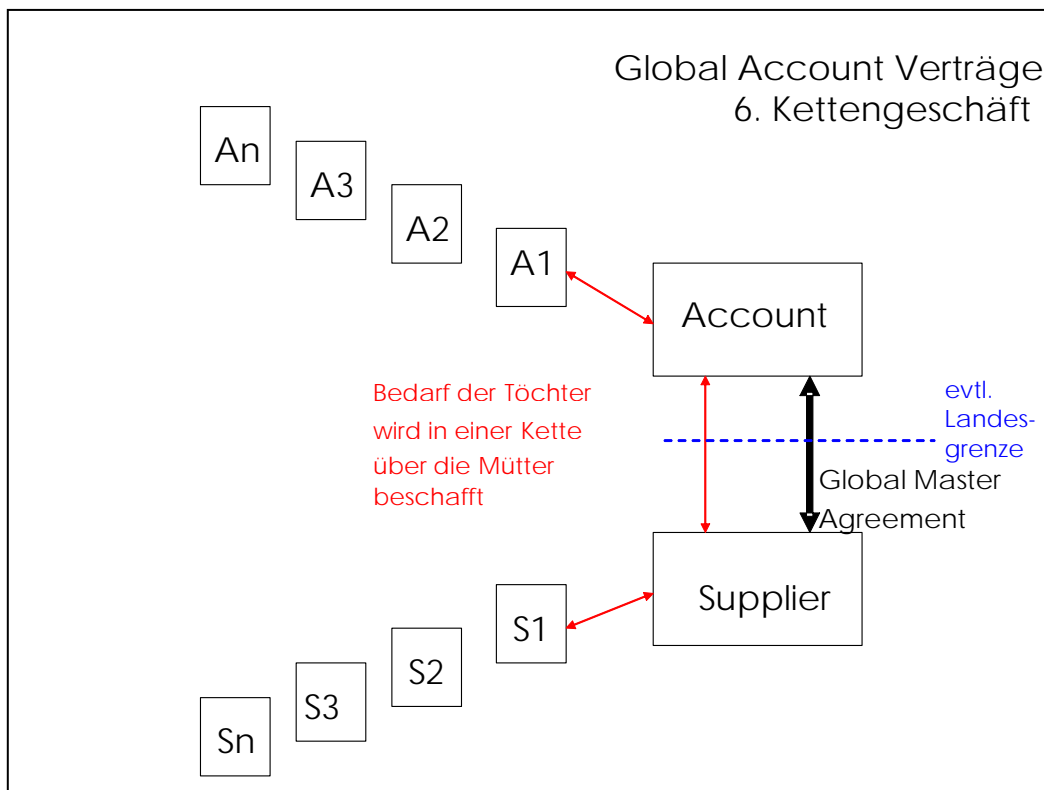 Global Account Verträge
6. Kettengeschäft
An
A3
A2
A1
Account
Bedarf der Töchter
wird in einer Kette
über die Mütter
beschafft
evtl.
Landes-
grenze
Global Master
Agreement
Supplier
S1
S2
S3
Sn